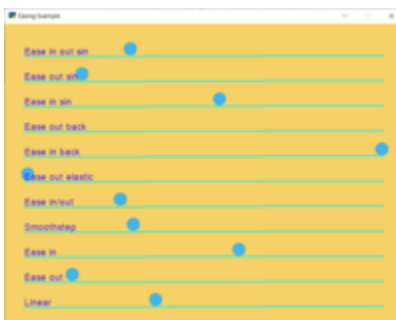 Easing Example
Ease in out sin
Ease out sin
Ease in sin
Ease out back
Ease in back
Ease out elastic
Ease in/out
Smoothstep
Ease in
Ease out
Linear